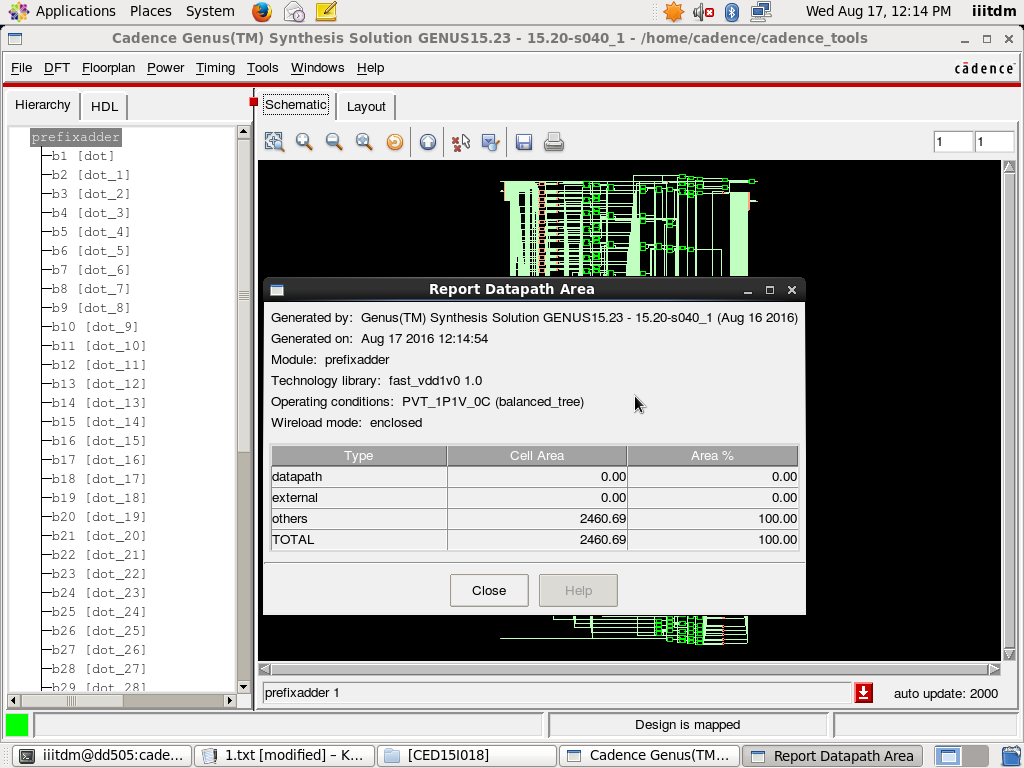 Applications Places System Wed Aug 17, 12:14 PM iiitdm
Cadence Genus(TM) Synthesis Solution GENUS15.23 - 15.20-s040_1 - /home/cadence/cadence_tools
File DFT Floorplan Power Timing Tools Windows Help cādence
Hierarchy HDL
Schematic Layout
1 1
prefixadder
b1 [dot]
b2 [dot_1]
b3 [dot_2]
b4 [dot_3]
b5 [dot_4]
b6 [dot_5]
b7 [dot_6]
b8 [dot_7]
b9 [dot_8]
b10 [dot_9]
b11 [dot_10]
b12 [dot_11]
b13 [dot_12]
b14 [dot_13]
b15 [dot_14]
b16 [dot_15]
b17 [dot_16]
b18 [dot_17]
b19 [dot_18]
b20 [dot_19]
b21 [dot_20]
b22 [dot_21]
b23 [dot_22]
b24 [dot_23]
b25 [dot_24]
b26 [dot_25]
b27 [dot_26]
b28 [dot_27]
b29 [dot_28]
Report Datapath Area
Generated by: Genus(TM) Synthesis Solution GENUS15.23 - 15.20-s040_1 (Aug 16 2016)
Generated on: Aug 17 2016 12:14:54
Module: prefixadder
Technology library: fast_vdd1v0 1.0
Operating conditions: PVT_1P1V_0C (balanced_tree)
Wireload mode: enclosed
Type Cell Area Area %
datapath 0.00 0.00
external 0.00 0.00
others 2460.69 100.00
TOTAL 2460.69 100.00
Close Help
prefixadder 1 auto update: 2000
Design is mapped
iiitdm@dd505:cade... 1.txt [modified] – K... [CED15I018] Cadence Genus(TM... Report Datapath Area